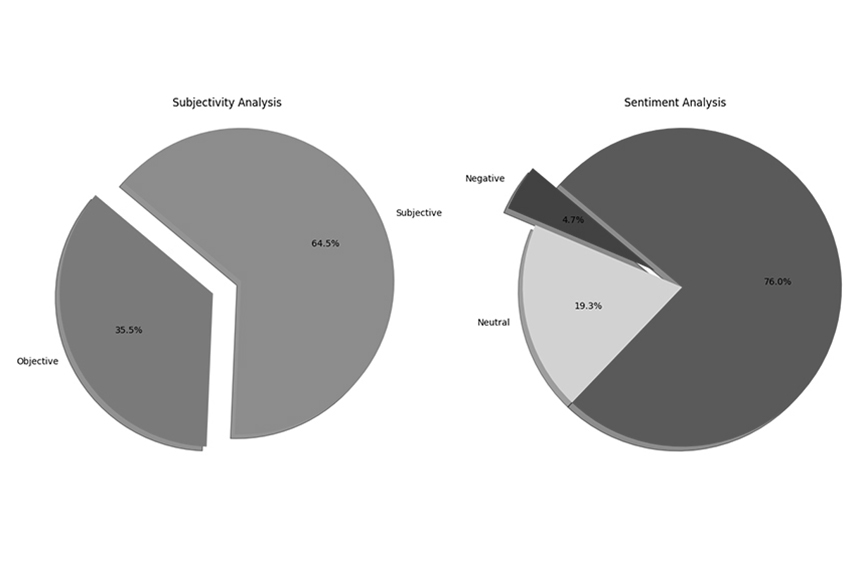 Subjectivity Analysis
Subjective
64.5%
35.5%
Objective
Sentiment Analysis
Negative
4.7%
76.0%
19.3%
Neutral